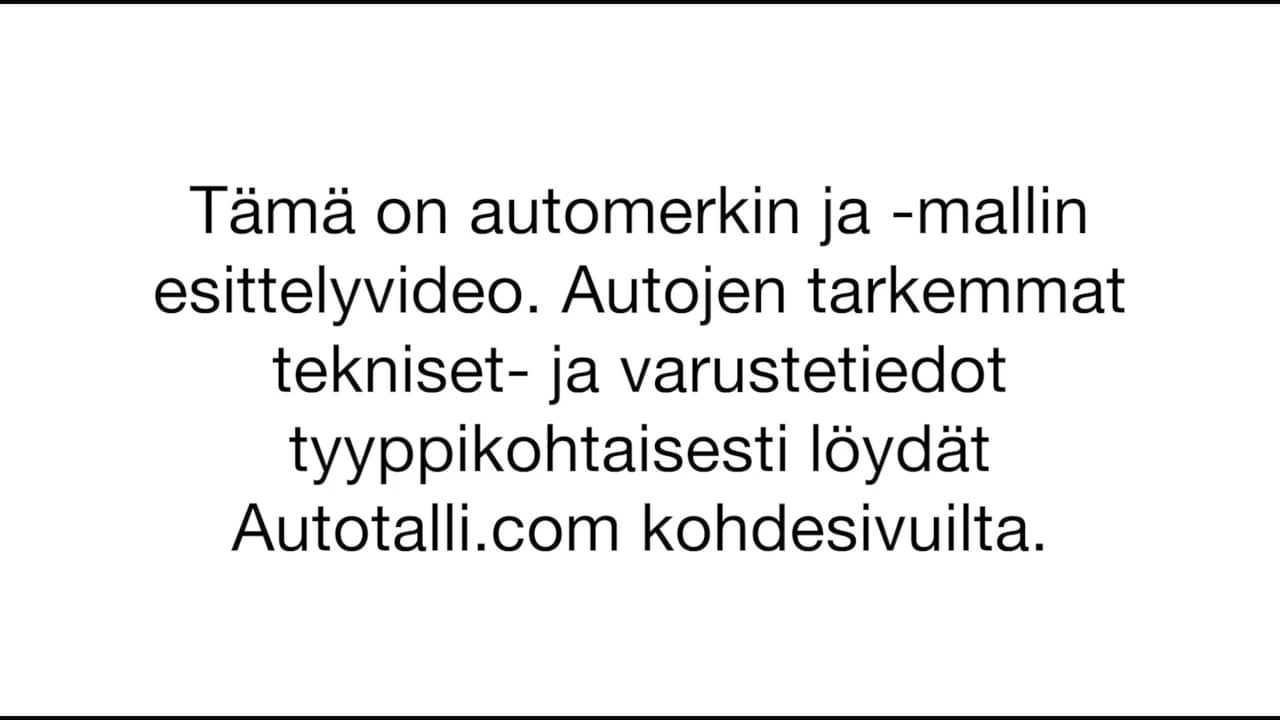 Tämä on automerkin ja -mallin
esittelyvideo. Autojen tarkemmat
tekniset- ja varustetiedot
tyyppikohtaisesti löydät
Autotalli.com kohdesivuilta.